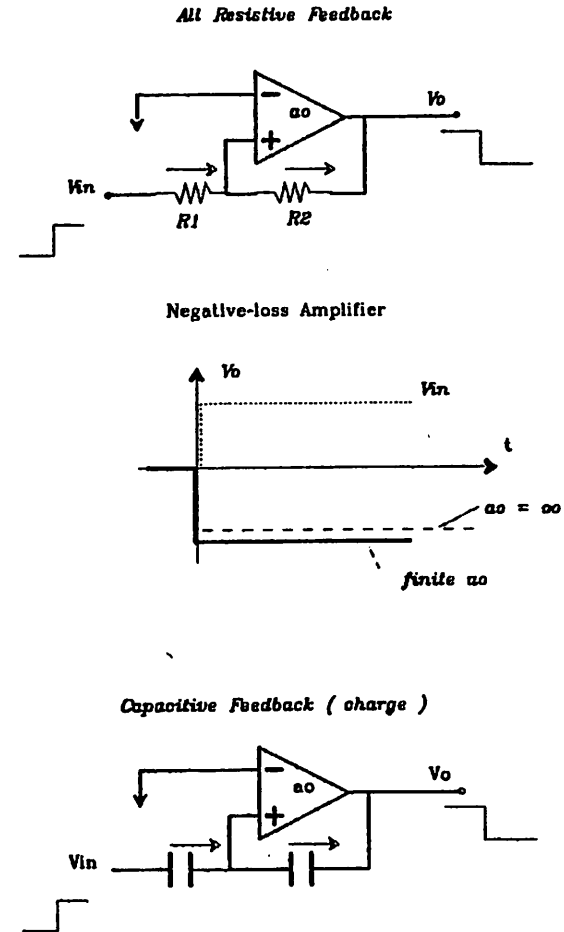 All Resistive Feedback
−
ao
+
Vo
Vin
R1
R2
Negative-loss Amplifier
Vo
Vin
t
ao = ∞
finite ao
Capacitive Feedback ( charge )
−
ao
+
Vo
Vin